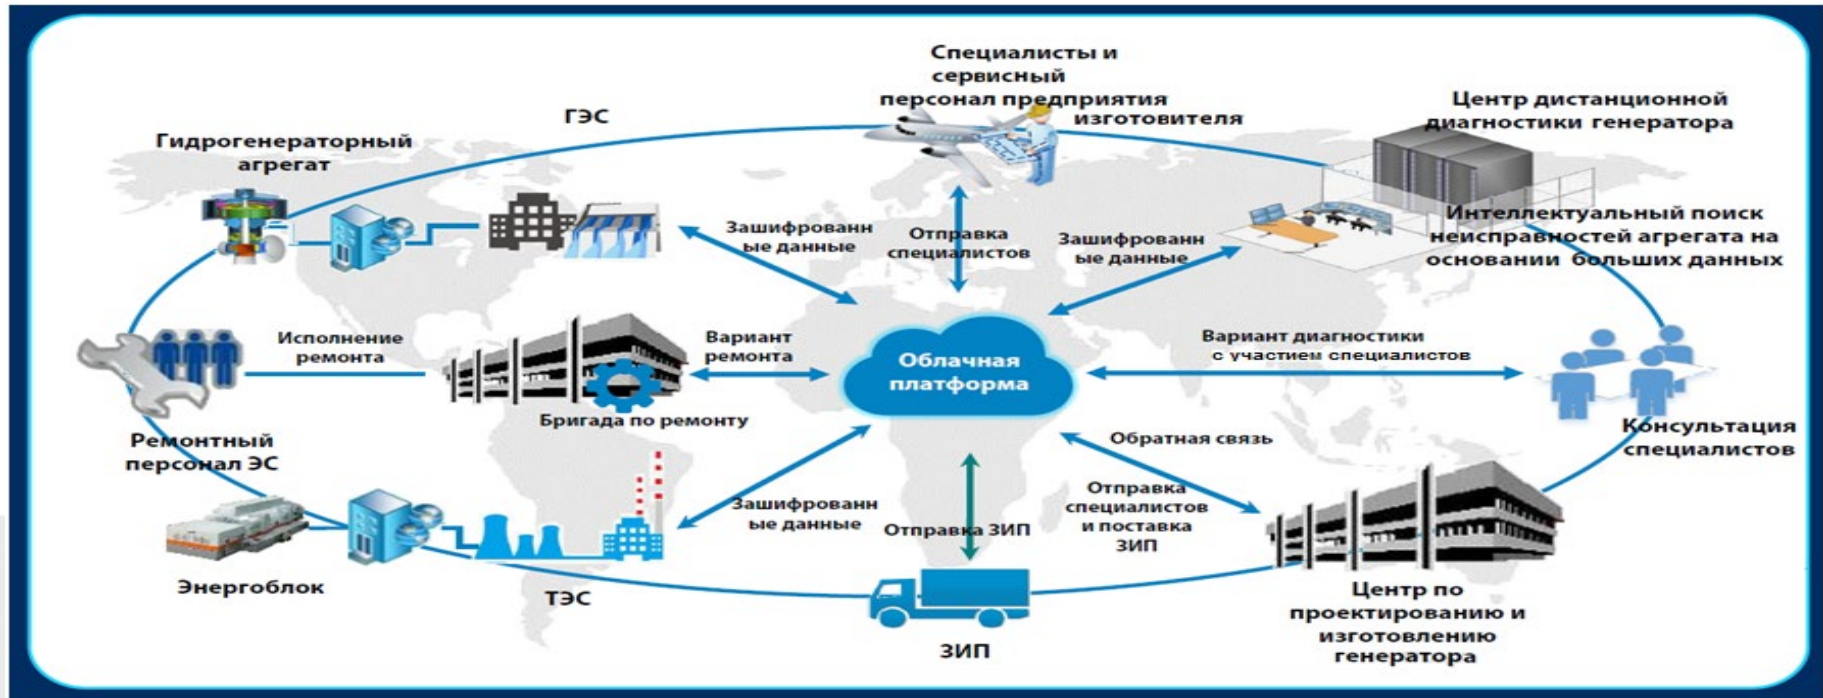 Специалисты и
сервисный
персонал предприятия
изготовителя
ГЭС
Гидрогенераторный
агрегат
Центр дистанционной
диагностики генератора
Зашифрованн
ые данные
Отправка
специалистов
Зашифрованн
ые данные
Интеллектуальный поиск
неисправностей агрегата на
основании больших данных
Исполнение
ремонта
Вариант
ремонта
Облачная
платформа
Вариант диагностики
с участием специалистов
Бригада по ремонту
Ремонтный
персонал ЭС
Обратная связь
Консультация
специалистов
Зашифрованн
ые данные
Отправка ЗИП
Отправка
специалистов
и поставка
ЗИП
Энергоблок
ТЭС
ЗИП
Центр по
проектированию и
изготовлению
генератора